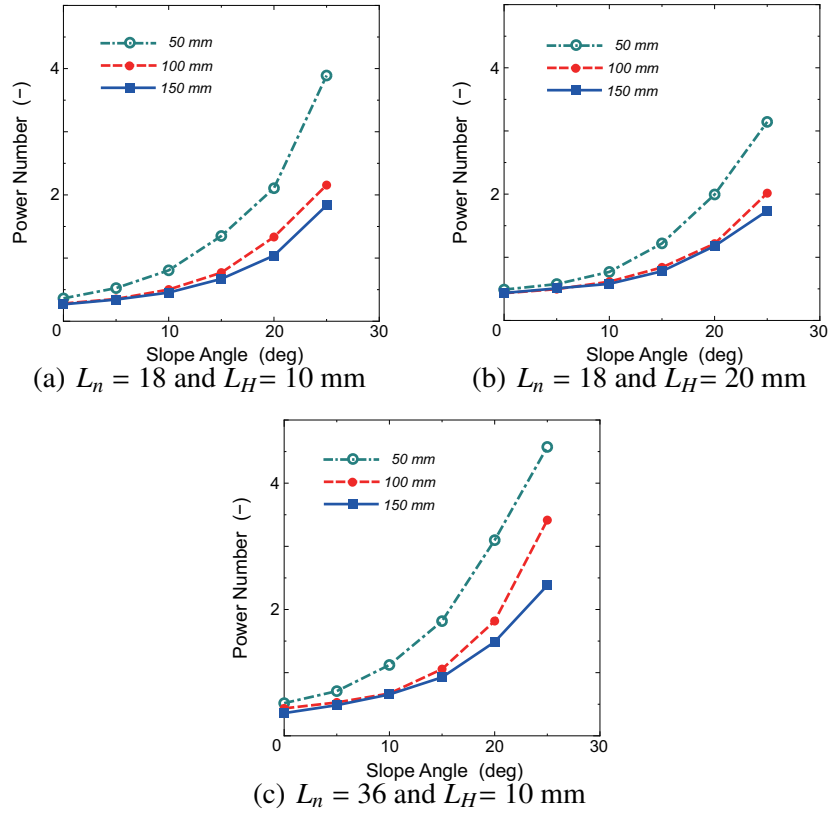 Power Number (−)
4
2
0
10
20
30
50 mm
100 mm
150 mm
Slope Angle (deg)
(a) Lₙ = 18 and L_H= 10 mm
Power Number (−)
4
2
0
10
20
30
50 mm
100 mm
150 mm
Slope Angle (deg)
(b) Lₙ = 18 and L_H= 20 mm
Power Number (−)
4
2
0
10
20
30
50 mm
100 mm
150 mm
Slope Angle (deg)
(c) Lₙ = 36 and L_H= 10 mm